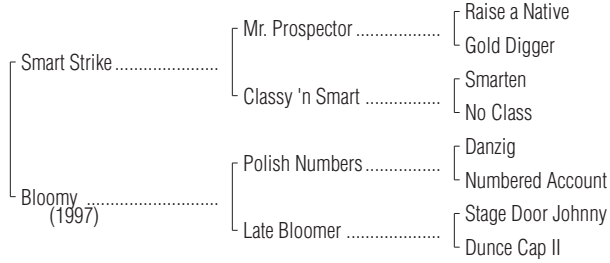 Raise a Native
Mr. Prospector ..................
Gold Digger
Smart Strike ......................
Smarten
Classy 'n Smart ................
No Class
Danzig
Polish Numbers ................
Numbered Account
Bloomy ............................
(1997)
Stage Door Johnny
Late Bloomer ....................
Dunce Cap II